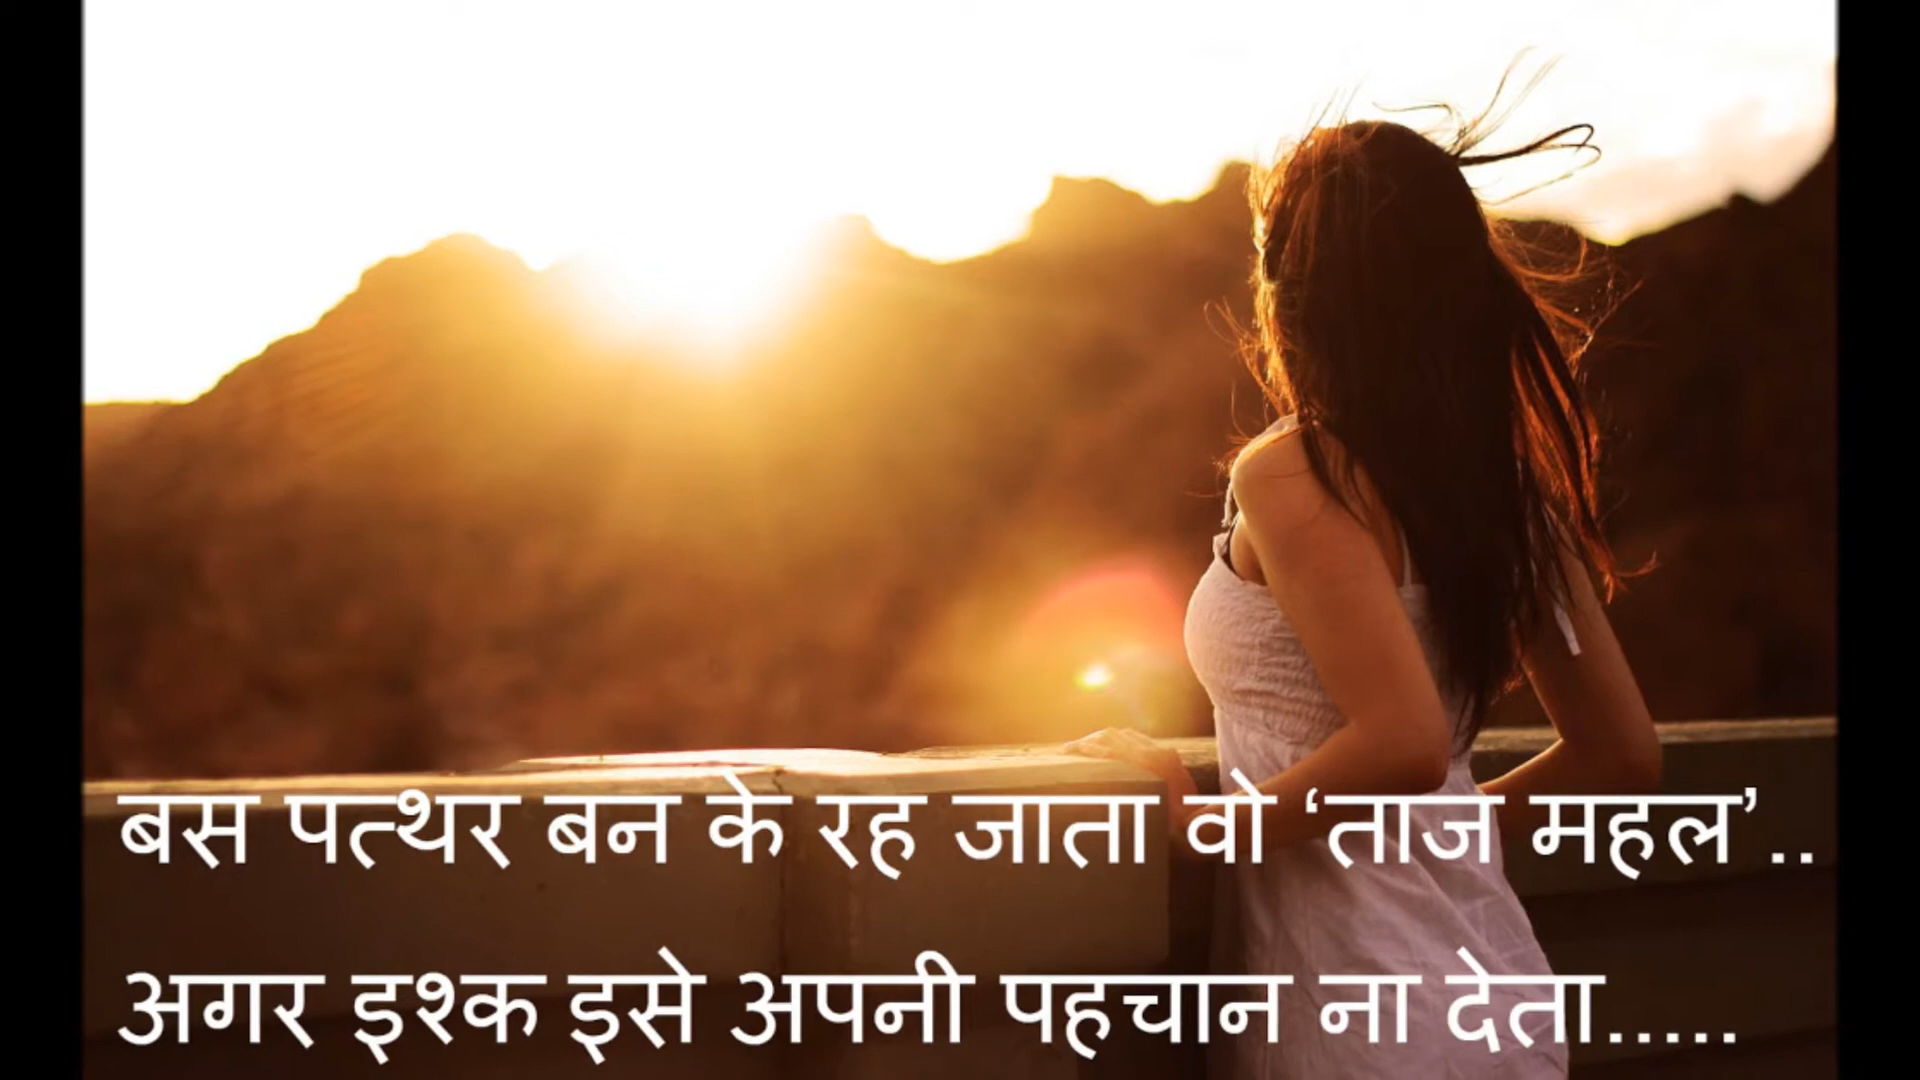 बस पत्थर बन के रह जाता वो ‘ताज महल’..
अगर इश्क इसे अपनी पहचान ना देता.....